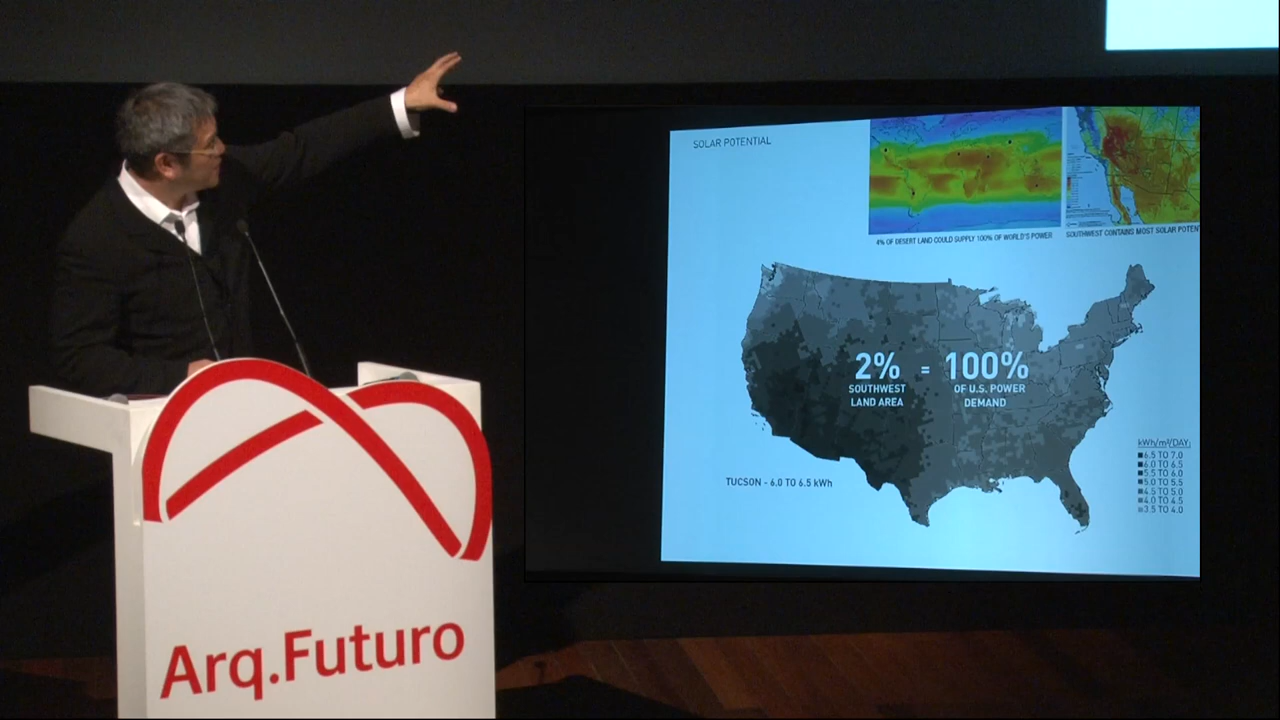 SOLAR POTENTIAL
4% OF DESERT LAND COULD SUPPLY 100% OF WORLD'S POWER
SOUTHWEST CONTAINS MOST SOLAR POTEN
2% = 100%
SOUTHWEST LAND AREA
OF U.S. POWER DEMAND
TUCSON - 6.0 TO 6.5 kWh
kWh/m²/DAY
6.5 TO 7.0
6.0 TO 6.5
5.5 TO 6.0
5.0 TO 5.5
4.5 TO 5.0
4.0 TO 4.5
3.5 TO 4.0
Arq.Futuro